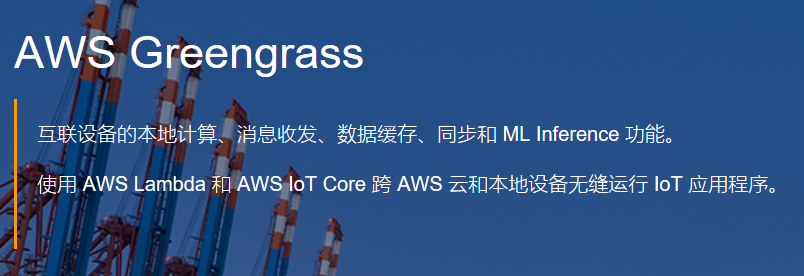 AWS Greengrass
互联设备的本地计算、消息收发、数据缓存、同步和 ML Inference 功能。
使用 AWS Lambda 和 AWS IoT Core 跨 AWS 云和本地设备无缝运行 IoT 应用程序。